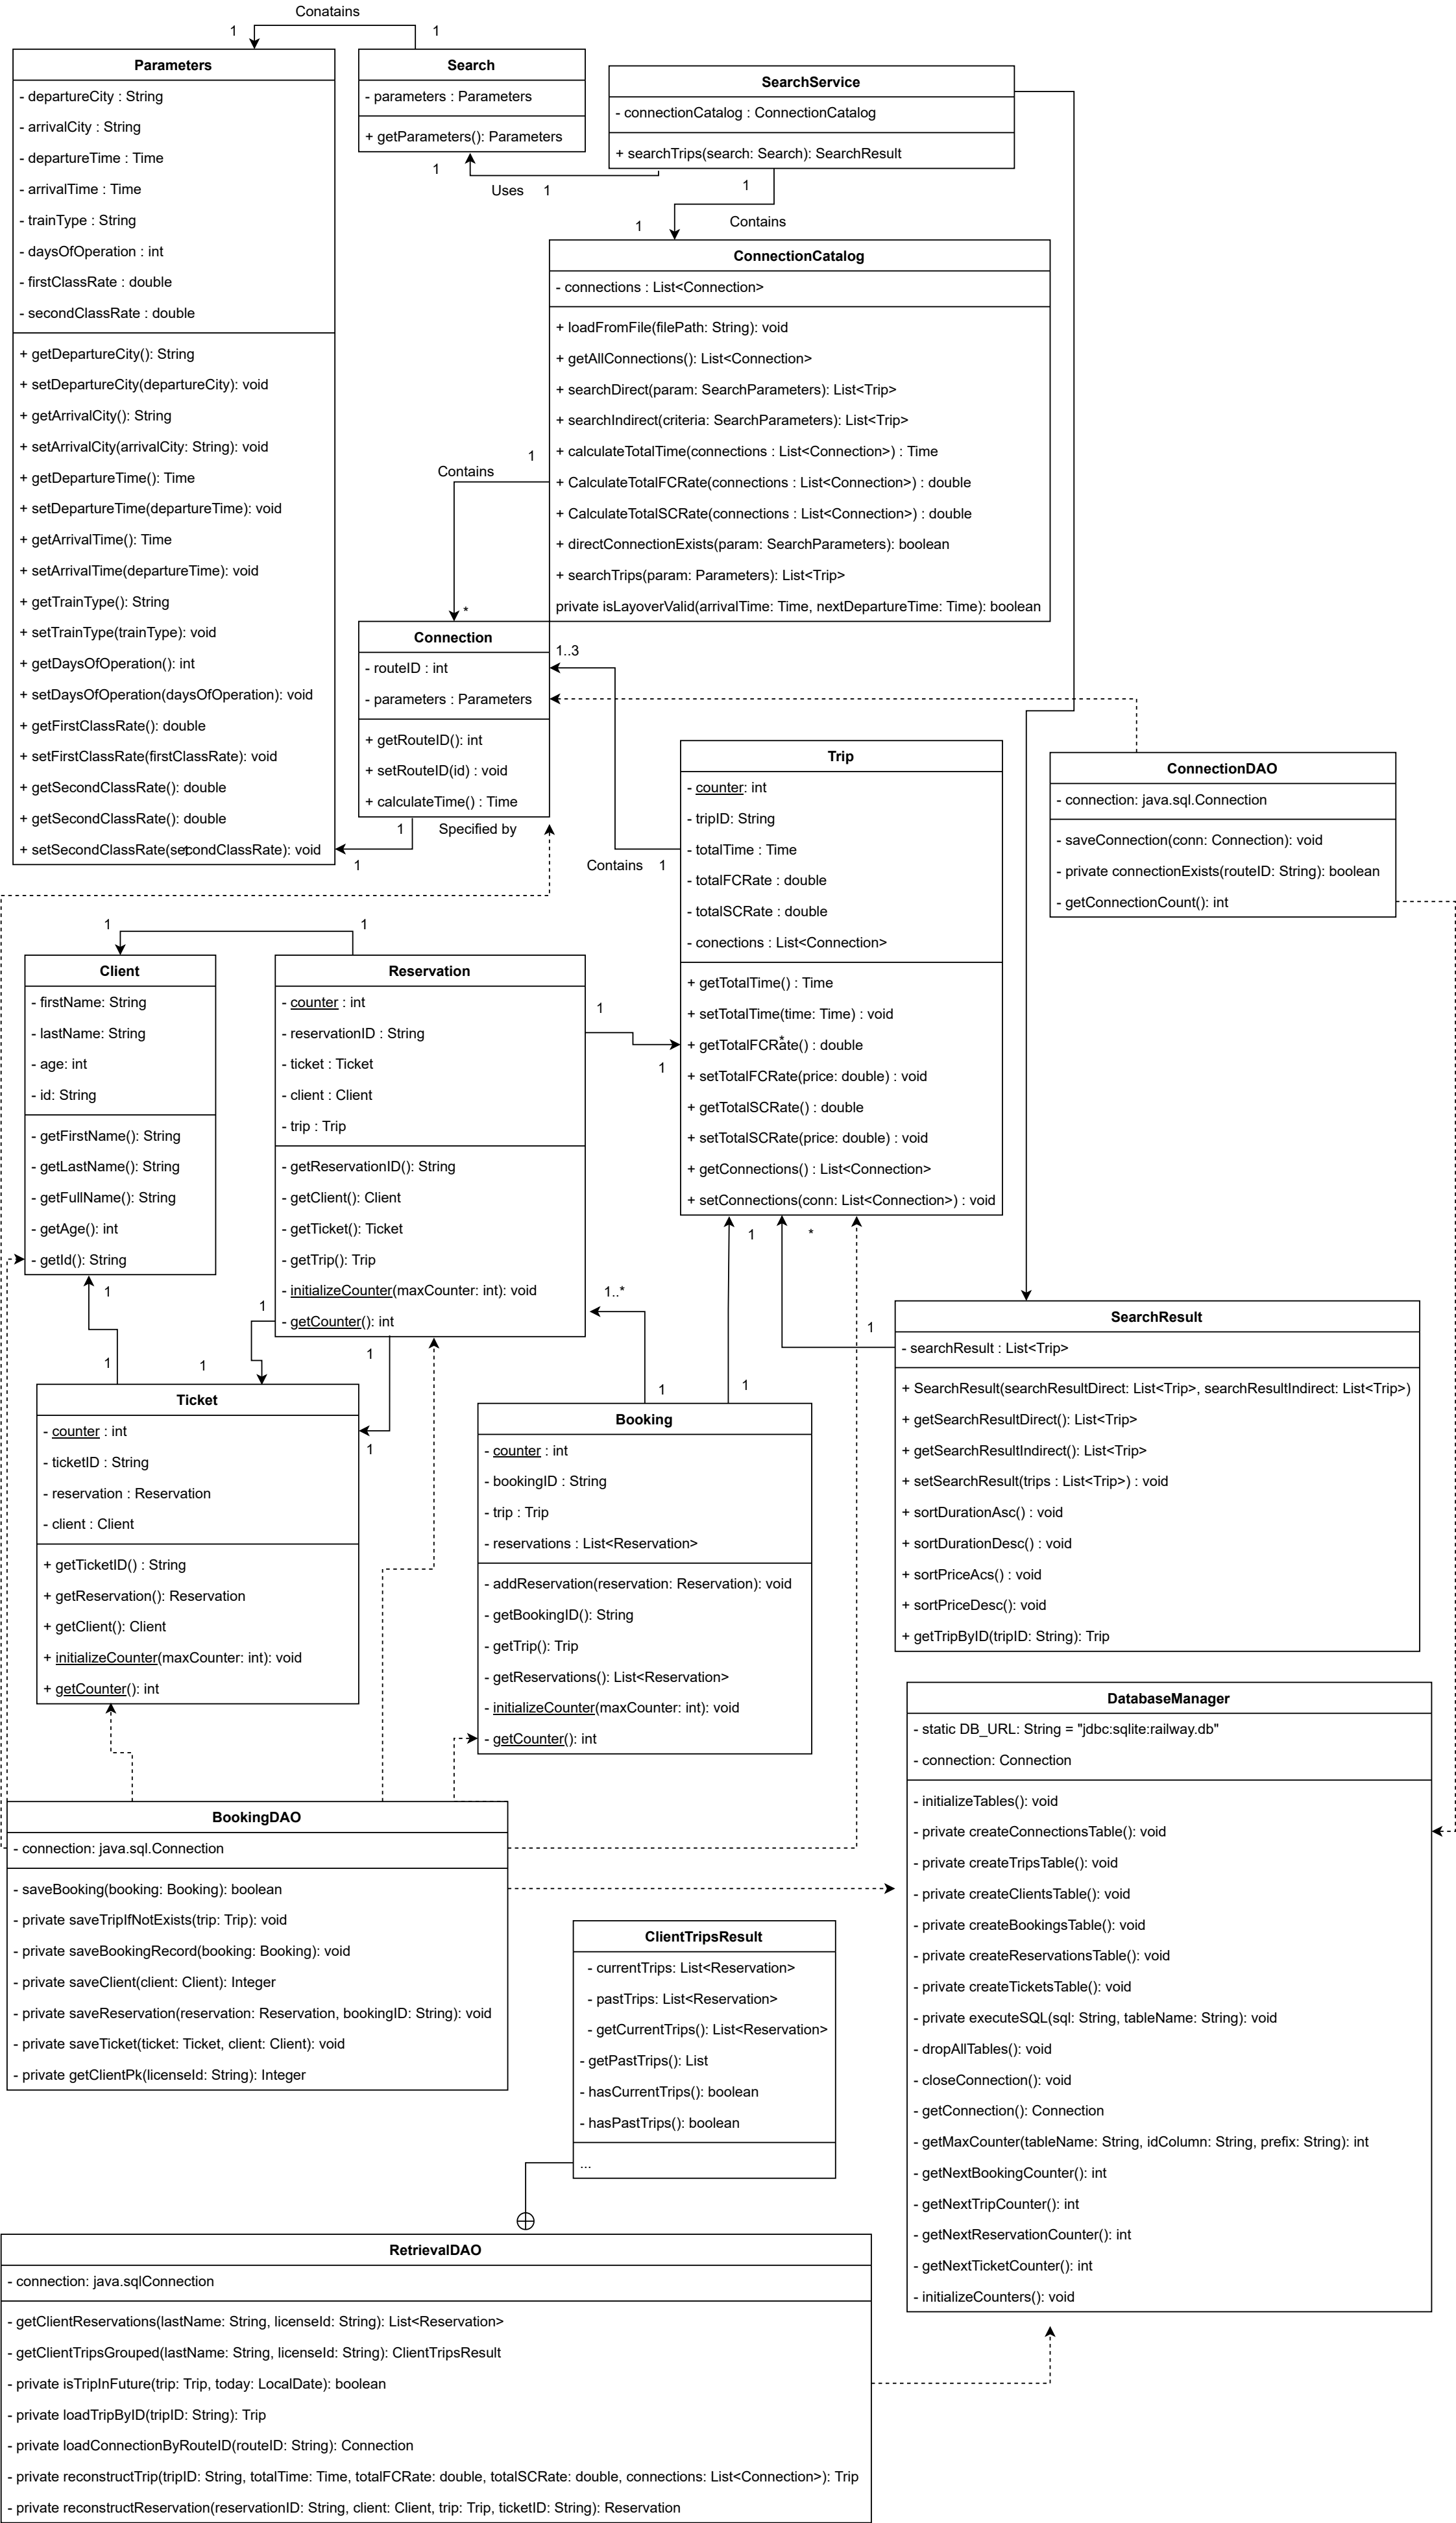 Conatains
1
1
Parameters
- departureCity : String
- arrivalCity : String
- departureTime : Time
- arrivalTime : Time
- trainType : String
- daysOfOperation : int
- firstClassRate : double
- secondClassRate : double
+ getDepartureCity(): String
+ setDepartureCity(departureCity): void
+ getArrivalCity(): String
+ setArrivalCity(arrivalCity: String): void
+ getDepartureTime(): Time
+ setDepartureTime(departureTime): void
+ getArrivalTime(): Time
+ setArrivalTime(departureTime): void
+ getTrainType(): String
+ setTrainType(trainType): void
+ getDaysOfOperation(): int
+ setDaysOfOperation(daysOfOperation): void
+ getFirstClassRate(): double
+ setFirstClassRate(firstClassRate): void
+ getSecondClassRate(): double
+ getSecondClassRate(): double
+ setSecondClassRate(secondClassRate): void
1
Search
- parameters : Parameters
+ getParameters(): Parameters
1
Uses
1
SearchService
- connectionCatalog : ConnectionCatalog
+ searchTrips(search: Search): SearchResult
1
1
Contains
ConnectionCatalog
- connections : List<Connection>
+ loadFromFile(filePath: String): void
+ getAllConnections(): List<Connection>
+ searchDirect(param: SearchParameters): List<Trip>
+ searchIndirect(criteria: SearchParameters): List<Trip>
+ calculateTotalTime(connections : List<Connection>) : Time
+ CalculateTotalFCRate(connections : List<Connection>) : double
+ CalculateTotalSCRate(connections : List<Connection>) : double
+ directConnectionExists(param: SearchParameters): boolean
+ searchTrips(param: Parameters): List<Trip>
private isLayoverValid(arrivalTime: Time, nextDepartureTime: Time): boolean
1
Contains
*
Connection
- routeID : int
- parameters : Parameters
+ getRouteID(): int
+ setRouteID(id) : void
+ calculateTime() : Time
1..3
1
Specified by
1
Contains
1
Trip
- counter: int
- tripID: String
- totalTime : Time
- totalFCRate : double
- totalSCRate : double
- conections : List<Connection>
+ getTotalTime() : Time
+ setTotalTime(time: Time) : void
+ getTotalFCRate() : double
*
+ setTotalFCRate(price: double) : void
+ getTotalSCRate() : double
+ setTotalSCRate(price: double) : void
+ getConnections() : List<Connection>
+ setConnections(conn: List<Connection>) : void
ConnectionDAO
- connection: java.sql.Connection
- saveConnection(conn: Connection): void
- private connectionExists(routeID: String): boolean
- getConnectionCount(): int
1
1
Client
- firstName: String
- lastName: String
- age: int
- id: String
- getFirstName(): String
- getLastName(): String
- getFullName(): String
- getAge(): int
- getId(): String
Reservation
- counter : int
- reservationID : String
- ticket : Ticket
- client : Client
- trip : Trip
- getReservationID(): String
- getClient(): Client
- getTicket(): Ticket
- getTrip(): Trip
- initializeCounter(maxCounter: int): void
- getCounter(): int
1
1
1
*
1
1
1
1
1..*
1
1
1
1
1
1
Ticket
- counter : int
- ticketID : String
- reservation : Reservation
- client : Client
+ getTicketID() : String
+ getReservation(): Reservation
+ getClient(): Client
+ initializeCounter(maxCounter: int): void
+ getCounter(): int
Booking
- counter : int
- bookingID : String
- trip : Trip
- reservations : List<Reservation>
- addReservation(reservation: Reservation): void
- getBookingID(): String
- getTrip(): Trip
- getReservations(): List<Reservation>
- initializeCounter(maxCounter: int): void
- getCounter(): int
SearchResult
- searchResult : List<Trip>
+ SearchResult(searchResultDirect: List<Trip>, searchResultIndirect: List<Trip>)
+ getSearchResultDirect(): List<Trip>
+ getSearchResultIndirect(): List<Trip>
+ setSearchResult(trips : List<Trip>) : void
+ sortDurationAsc() : void
+ sortDurationDesc() : void
+ sortPriceAcs() : void
+ sortPriceDesc(): void
+ getTripByID(tripID: String): Trip
DatabaseManager
- static DB_URL: String = "jdbc:sqlite:railway.db"
- connection: Connection
- initializeTables(): void
- private createConnectionsTable(): void
- private createTripsTable(): void
- private createClientsTable(): void
- private createBookingsTable(): void
- private createReservationsTable(): void
- private createTicketsTable(): void
- private executeSQL(sql: String, tableName: String): void
- dropAllTables(): void
- closeConnection(): void
- getConnection(): Connection
- getMaxCounter(tableName: String, idColumn: String, prefix: String): int
- getNextBookingCounter(): int
- getNextTripCounter(): int
- getNextReservationCounter(): int
- getNextTicketCounter(): int
- initializeCounters(): void
BookingDAO
- connection: java.sql.Connection
- saveBooking(booking: Booking): boolean
- private saveTripIfNotExists(trip: Trip): void
- private saveBookingRecord(booking: Booking): void
- private saveClient(client: Client): Integer
- private saveReservation(reservation: Reservation, bookingID: String): void
- private saveTicket(ticket: Ticket, client: Client): void
- private getClientPk(licenseId: String): Integer
ClientTripsResult
- currentTrips: List<Reservation>
- pastTrips: List<Reservation>
- getCurrentTrips(): List<Reservation>
- getPastTrips(): List
- hasCurrentTrips(): boolean
- hasPastTrips(): boolean
...
RetrievalDAO
- connection: java.sqlConnection
- getClientReservations(lastName: String, licenseId: String): List<Reservation>
- getClientTripsGrouped(lastName: String, licenseId: String): ClientTripsResult
- private isTripInFuture(trip: Trip, today: LocalDate): boolean
- private loadTripByID(tripID: String): Trip
- private loadConnectionByRouteID(routeID: String): Connection
- private reconstructTrip(tripID: String, totalTime: Time, totalFCRate: double, totalSCRate: double, connections: List<Connection>): Trip
- private reconstructReservation(reservationID: String, client: Client, trip: Trip, ticketID: String): Reservation